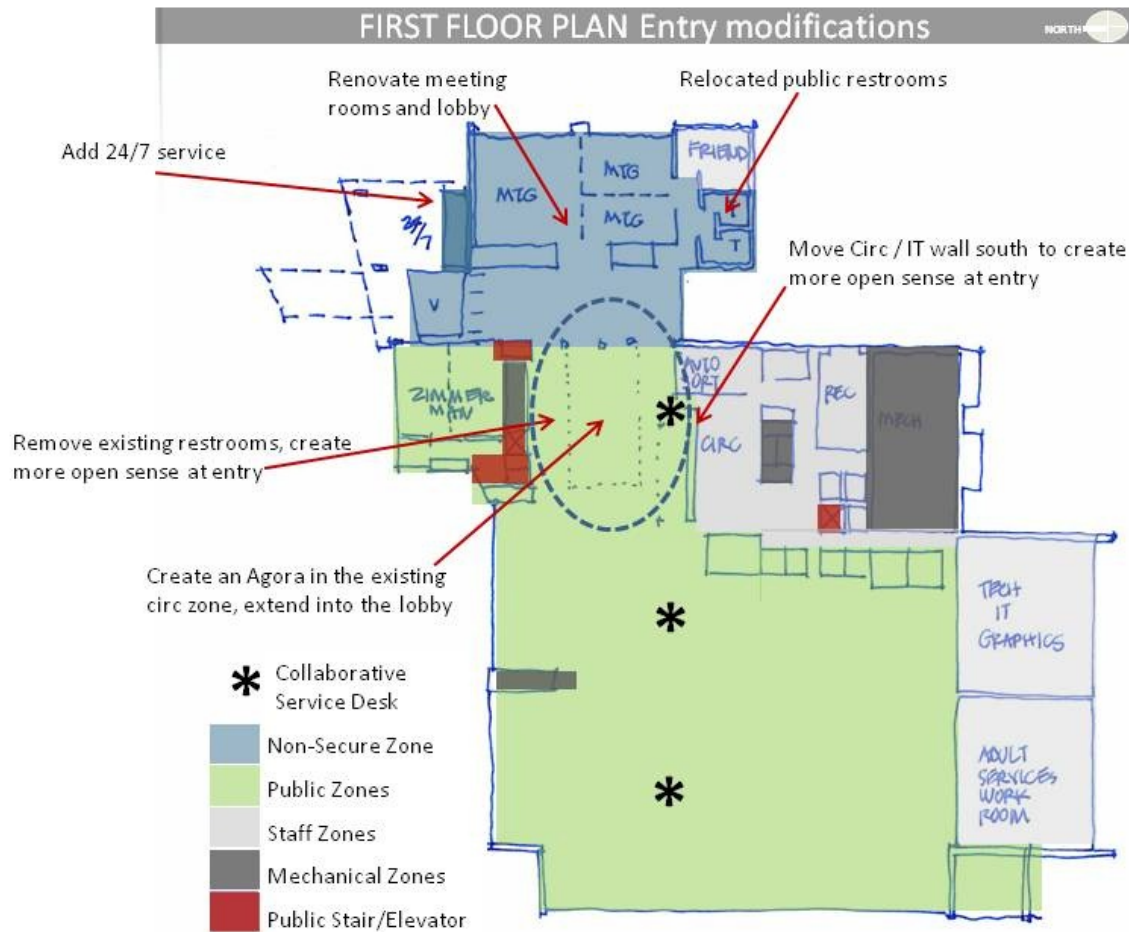 FIRST FLOOR PLAN Entry modifications
NORTH
Renovate meeting
rooms and lobby
Relocated public restrooms
Add 24/7 service
FRIEND
MTG
MTG
MTG
24/7
T
T
Move Circ / IT wall south to create
more open sense at entry
V
AUTO
SORT
ZIMMER
MAN
REC
MECH
CIRC
Remove existing restrooms, create
more open sense at entry
Create an Agora in the existing
circ zone, extend into the lobby
TECH
IT
GRAPHICS
* Collaborative
Service Desk
Non-Secure Zone
Public Zones
ADULT
SERVICES
WORK
ROOM
Staff Zones
Mechanical Zones
Public Stair/Elevator